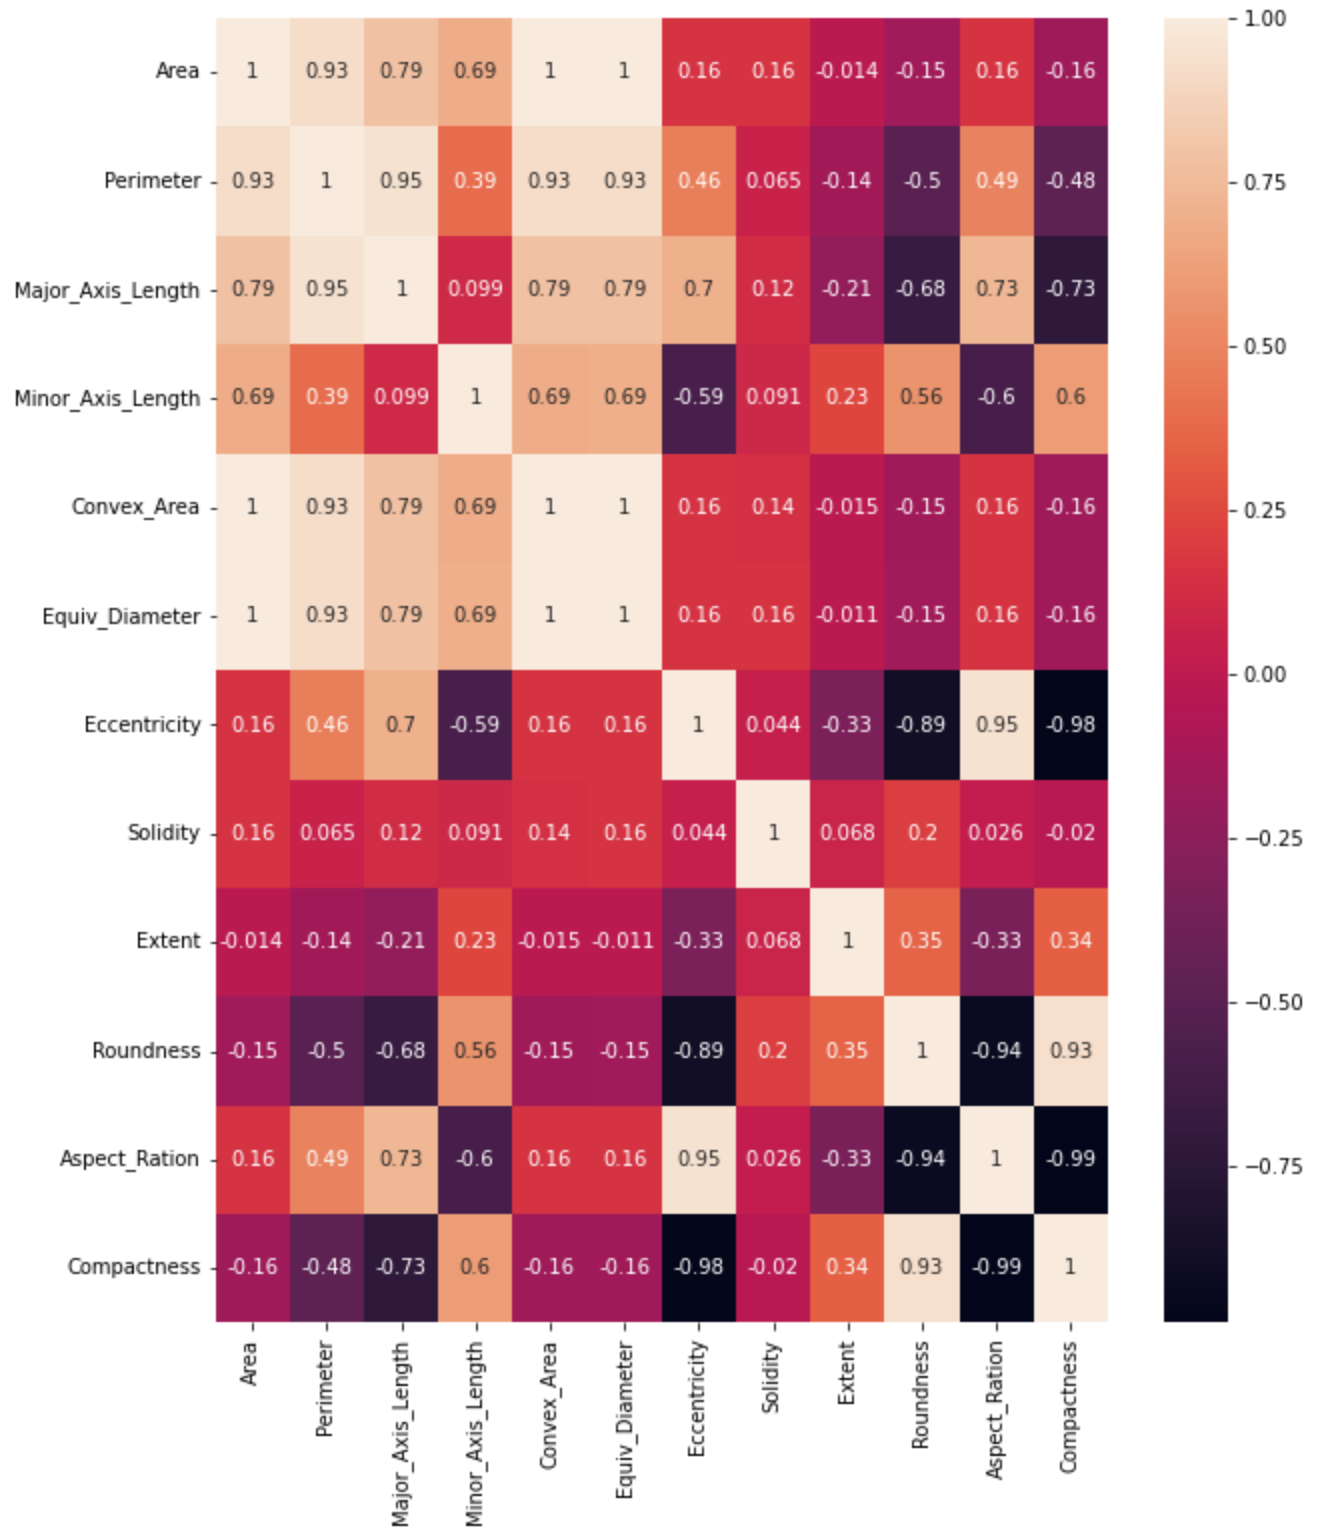 Area 1 0.93 0.79 0.69 1 1 0.16 0.16 -0.014 -0.15 0.16 -0.16
Perimeter 0.93 1 0.95 0.39 0.93 0.93 0.46 0.065 -0.14 -0.5 0.49 -0.48
Major_Axis_Length 0.79 0.95 1 0.099 0.79 0.79 0.7 0.12 -0.21 -0.68 0.73 -0.73
Minor_Axis_Length 0.69 0.39 0.099 1 0.69 0.69 -0.59 0.091 0.23 0.56 -0.6 0.6
Convex_Area 1 0.93 0.79 0.69 1 1 0.16 0.14 -0.015 -0.15 0.16 -0.16
Equiv_Diameter 1 0.93 0.79 0.69 1 1 0.16 0.16 -0.011 -0.15 0.16 -0.16
Eccentricity 0.16 0.46 0.7 -0.59 0.16 0.16 1 0.044 -0.33 -0.89 0.95 -0.98
Solidity 0.16 0.065 0.12 0.091 0.14 0.16 0.044 1 0.068 0.2 0.026 -0.02
Extent -0.014 -0.14 -0.21 0.23 -0.015 -0.011 -0.33 0.068 1 0.35 -0.33 0.34
Roundness -0.15 -0.5 -0.68 0.56 -0.15 -0.15 -0.89 0.2 0.35 1 -0.94 0.93
Aspect_Ration 0.16 0.49 0.73 -0.6 0.16 0.16 0.95 0.026 -0.33 -0.94 1 -0.99
Compactness -0.16 -0.48 -0.73 0.6 -0.16 -0.16 -0.98 -0.02 0.34 0.93 -0.99 1
Area
Perimeter
Major_Axis_Length
Minor_Axis_Length
Convex_Area
Equiv_Diameter
Eccentricity
Solidity
Extent
Roundness
Aspect_Ration
Compactness
1.00
0.75
0.50
0.25
0.00
−0.25
−0.50
−0.75